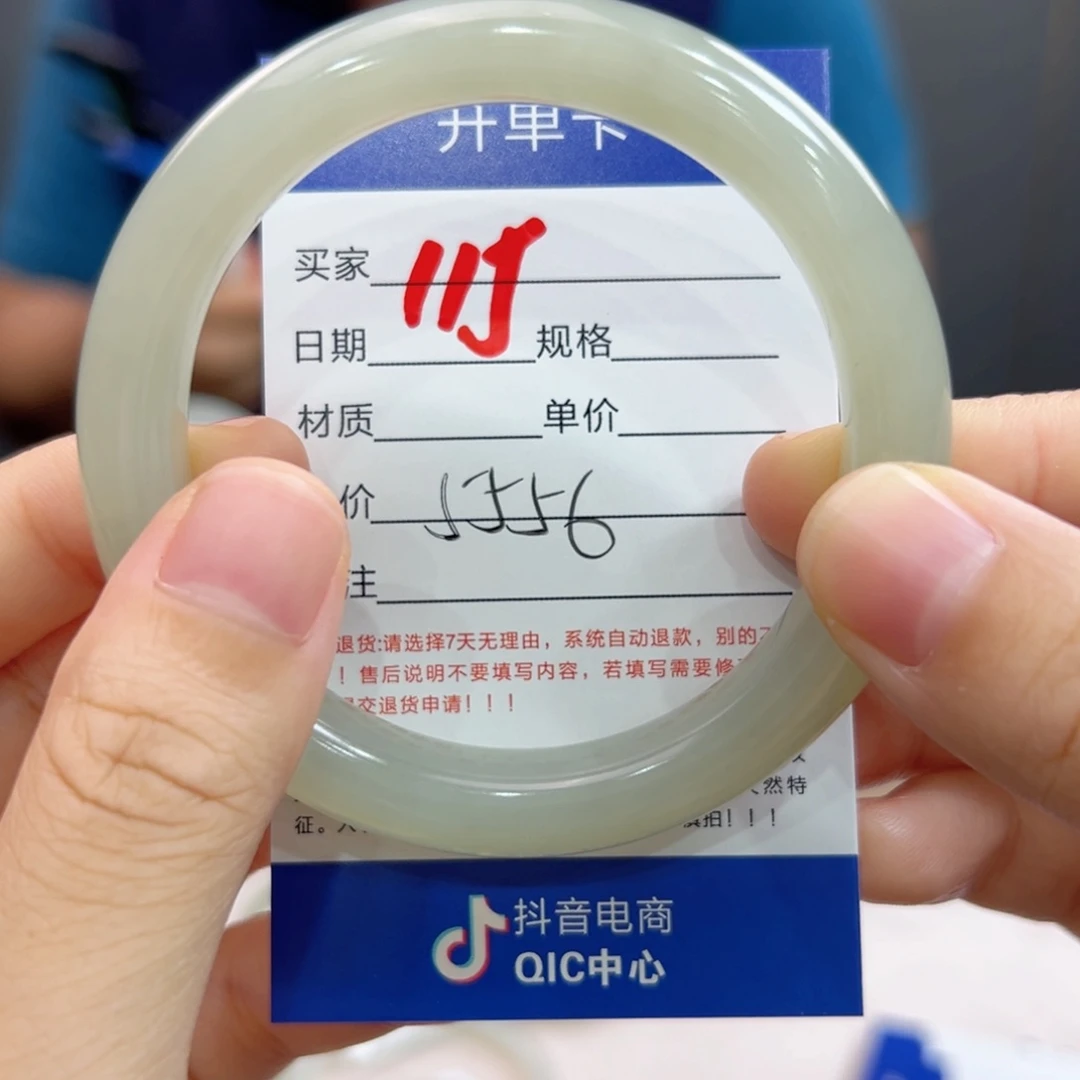 开单卡
买家
日期 规格
材质 单价
价 5556
注
退货:请选择7天无理由，系统自动退款，别的
！售后说明不要填写内容，若填写需要修
交退货申请！！！
然特
征。 慎拍！！！
抖音电商
QIC中心